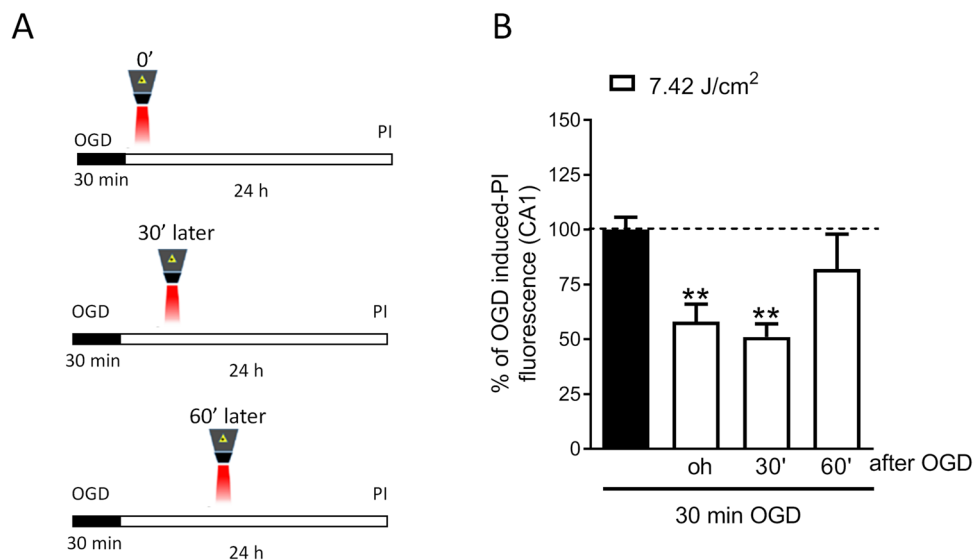 A
0’
OGD
PI
30 min
24 h
30’ later
OGD
PI
30 min
24 h
60’ later
OGD
PI
30 min
24 h
B
7.42 J/cm²
% of OGD induced-PI
fluorescence (CA1)
150
125
100
75
50
25
0
**
**
oh 30' 60' after OGD
30 min OGD